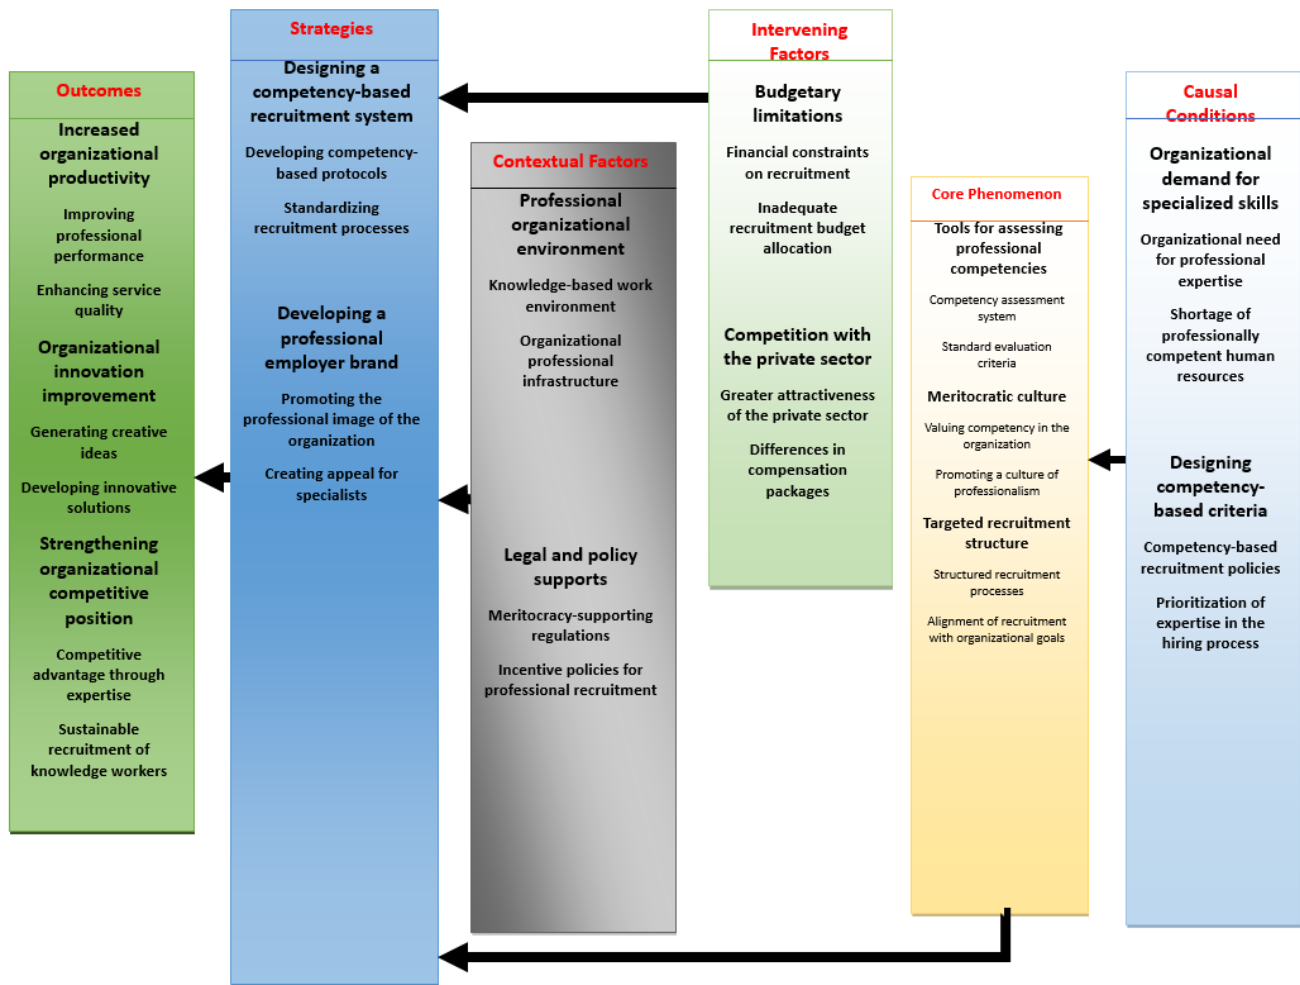 Outcomes
Increased
organizational
productivity
Improving
professional
performance
Enhancing service
quality
Organizational
innovation
improvement
Generating creative
ideas
Developing innovative
solutions
Strengthening
organizational
competitive
position
Competitive
advantage through
expertise
Sustainable
recruitment of
knowledge workers
Strategies
Designing a
competency-based
recruitment system
Developing competency-
based protocols
Standardizing
recruitment processes
Developing a
professional
employer brand
Promoting the
professional image of the
organization
Creating appeal for
specialists
Contextual Factors
Professional
organizational
environment
Knowledge-based work
environment
Organizational
professional
infrastructure
Legal and policy
supports
Meritocracy-supporting
regulations
Incentive policies for
professional recruitment
Intervening
Factors
Budgetary
limitations
Financial constraints
on recruitment
Inadequate
recruitment budget
allocation
Competition with
the private sector
Greater attractiveness
of the private sector
Differences in
compensation
packages
Core Phenomenon
Tools for assessing
professional
competencies
Competency assessment
system
Standard evaluation
criteria
Meritocratic culture
Valuing competency in the
organization
Promoting a culture of
professionalism
Targeted recruitment
structure
Structured recruitment
processes
Alignment of recruitment
with organizational goals
Causal
Conditions
Organizational
demand for
specialized skills
Organizational need
for professional
expertise
Shortage of
professionally
competent human
resources
Designing
competency-
based criteria
Competency-based
recruitment policies
Prioritization of
expertise in the
hiring process